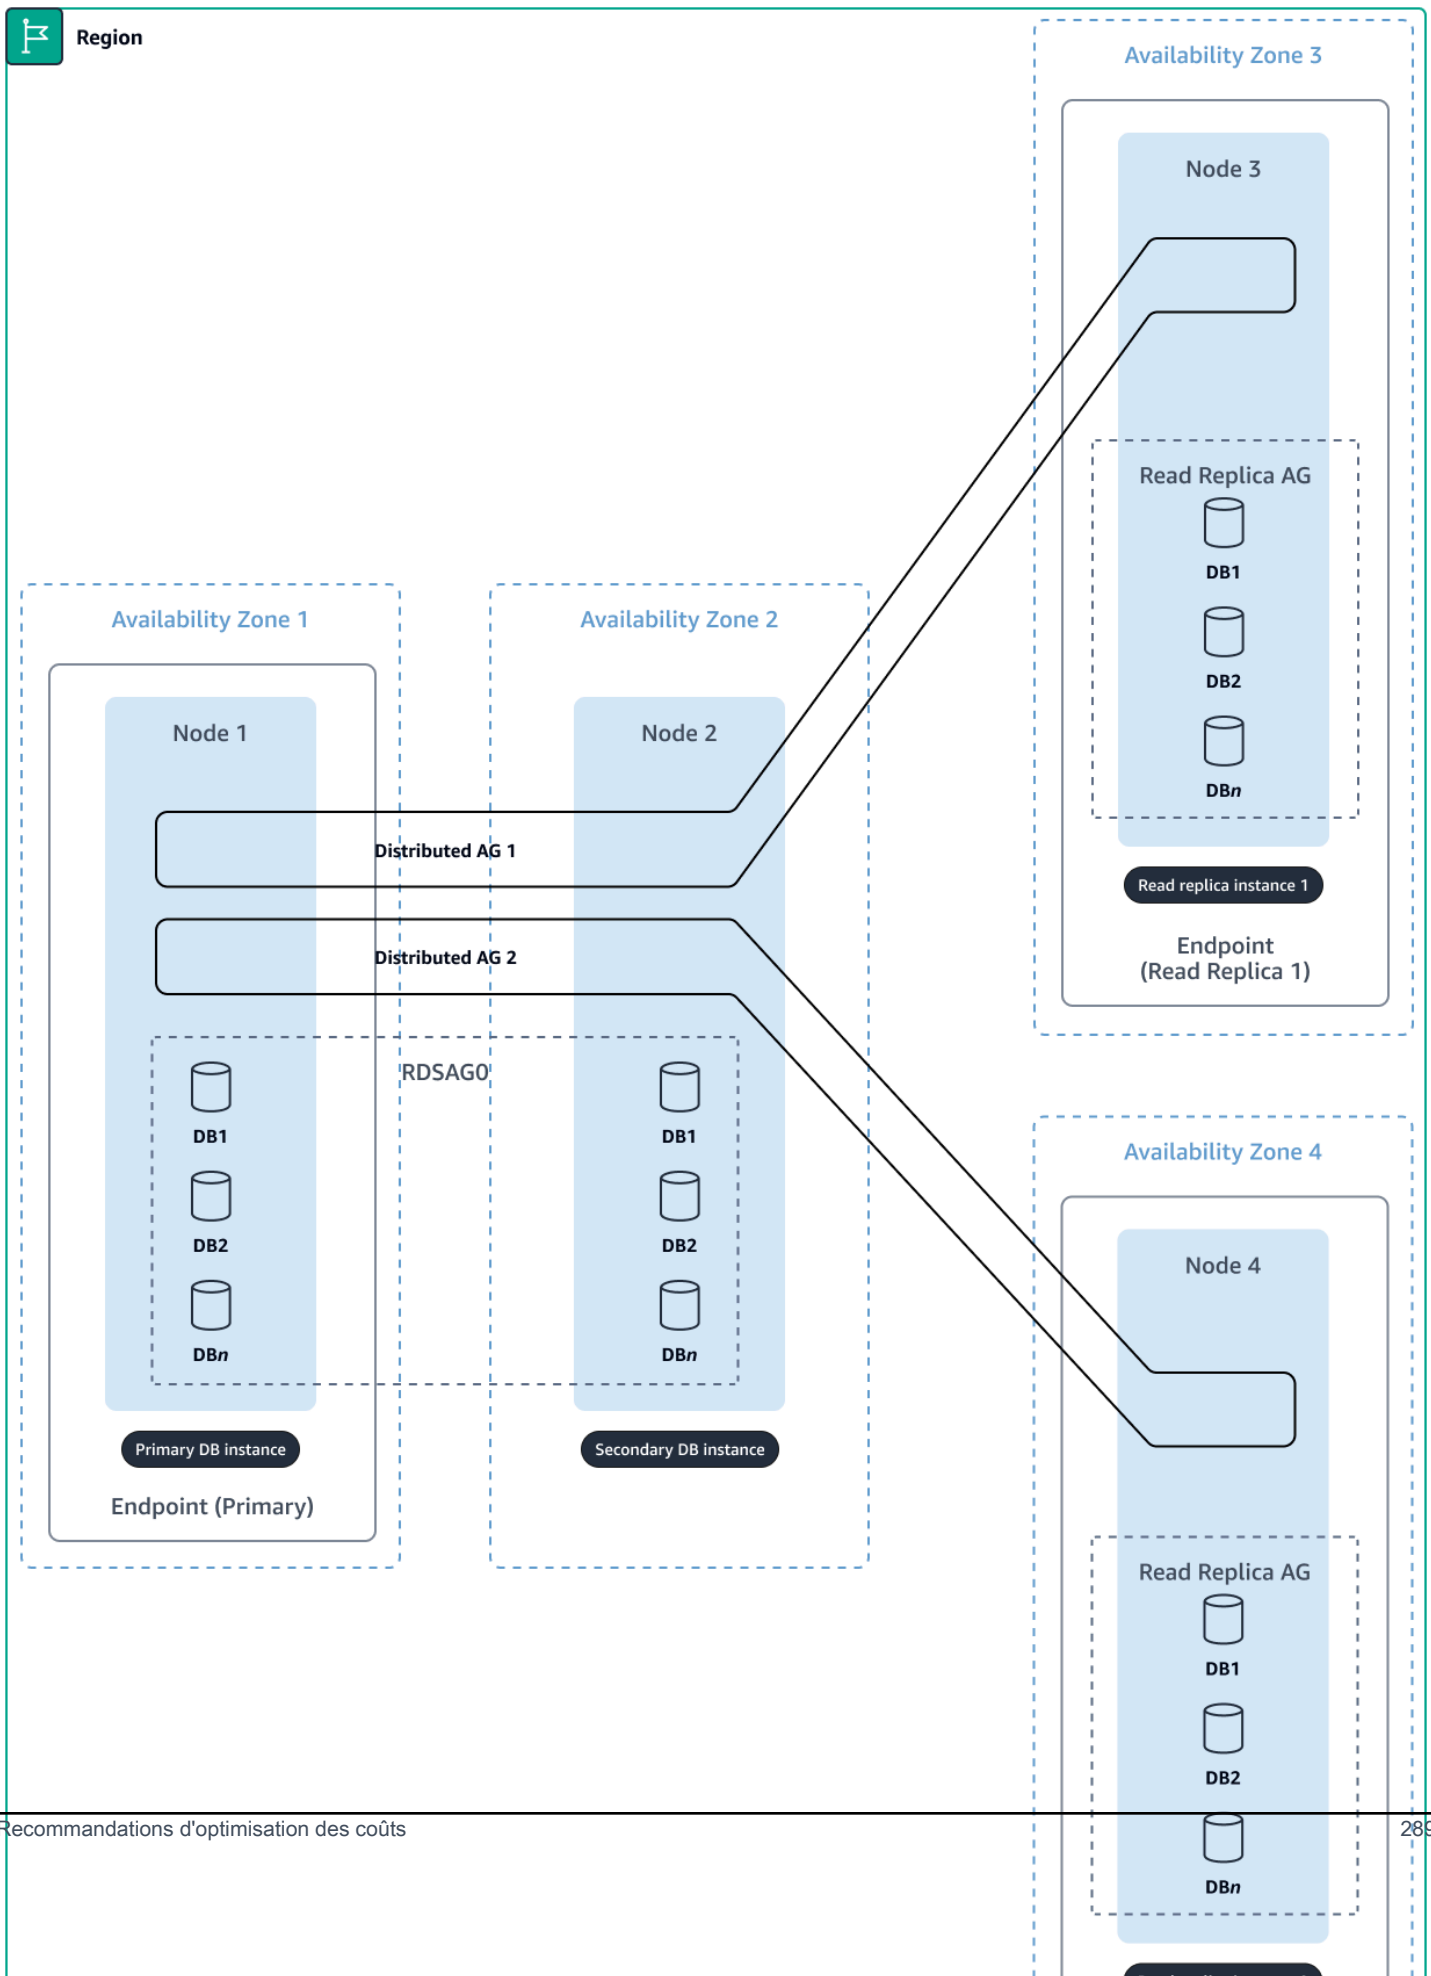 Region
Availability Zone 3
Node 3
Read Replica AG
DB1
DB2
DBn
Read replica instance 1
Endpoint
(Read Replica 1)
Availability Zone 1
Node 1
Availability Zone 2
Node 2
Distributed AG 1
Distributed AG 2
RDSAG0
DB1
DB2
DBn
DB1
DB2
DBn
Primary DB instance
Endpoint (Primary)
Secondary DB instance
Availability Zone 4
Node 4
Read Replica AG
DB1
DB2
DBn
Recommandations d'optimisation des coûts
289